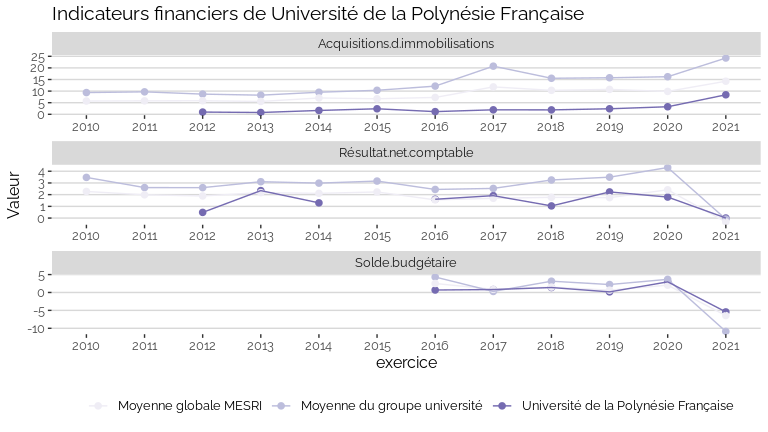 Indicateurs financiers de Université de la Polynésie Française
Acquisitions.d.immobilisations
25
20
15
10
5
0
2010 2011 2012 2013 2014 2015 2016 2017 2018 2019 2020 2021
Résultat.net.comptable
4
3
2
1
0
2010 2011 2012 2013 2014 2015 2016 2017 2018 2019 2020 2021
Valeur
Solde.budgétaire
5
0
-5
-10
2010 2011 2012 2013 2014 2015 2016 2017 2018 2019 2020 2021
exercice
Moyenne globale MESRI Moyenne du groupe université Université de la Polynésie Française